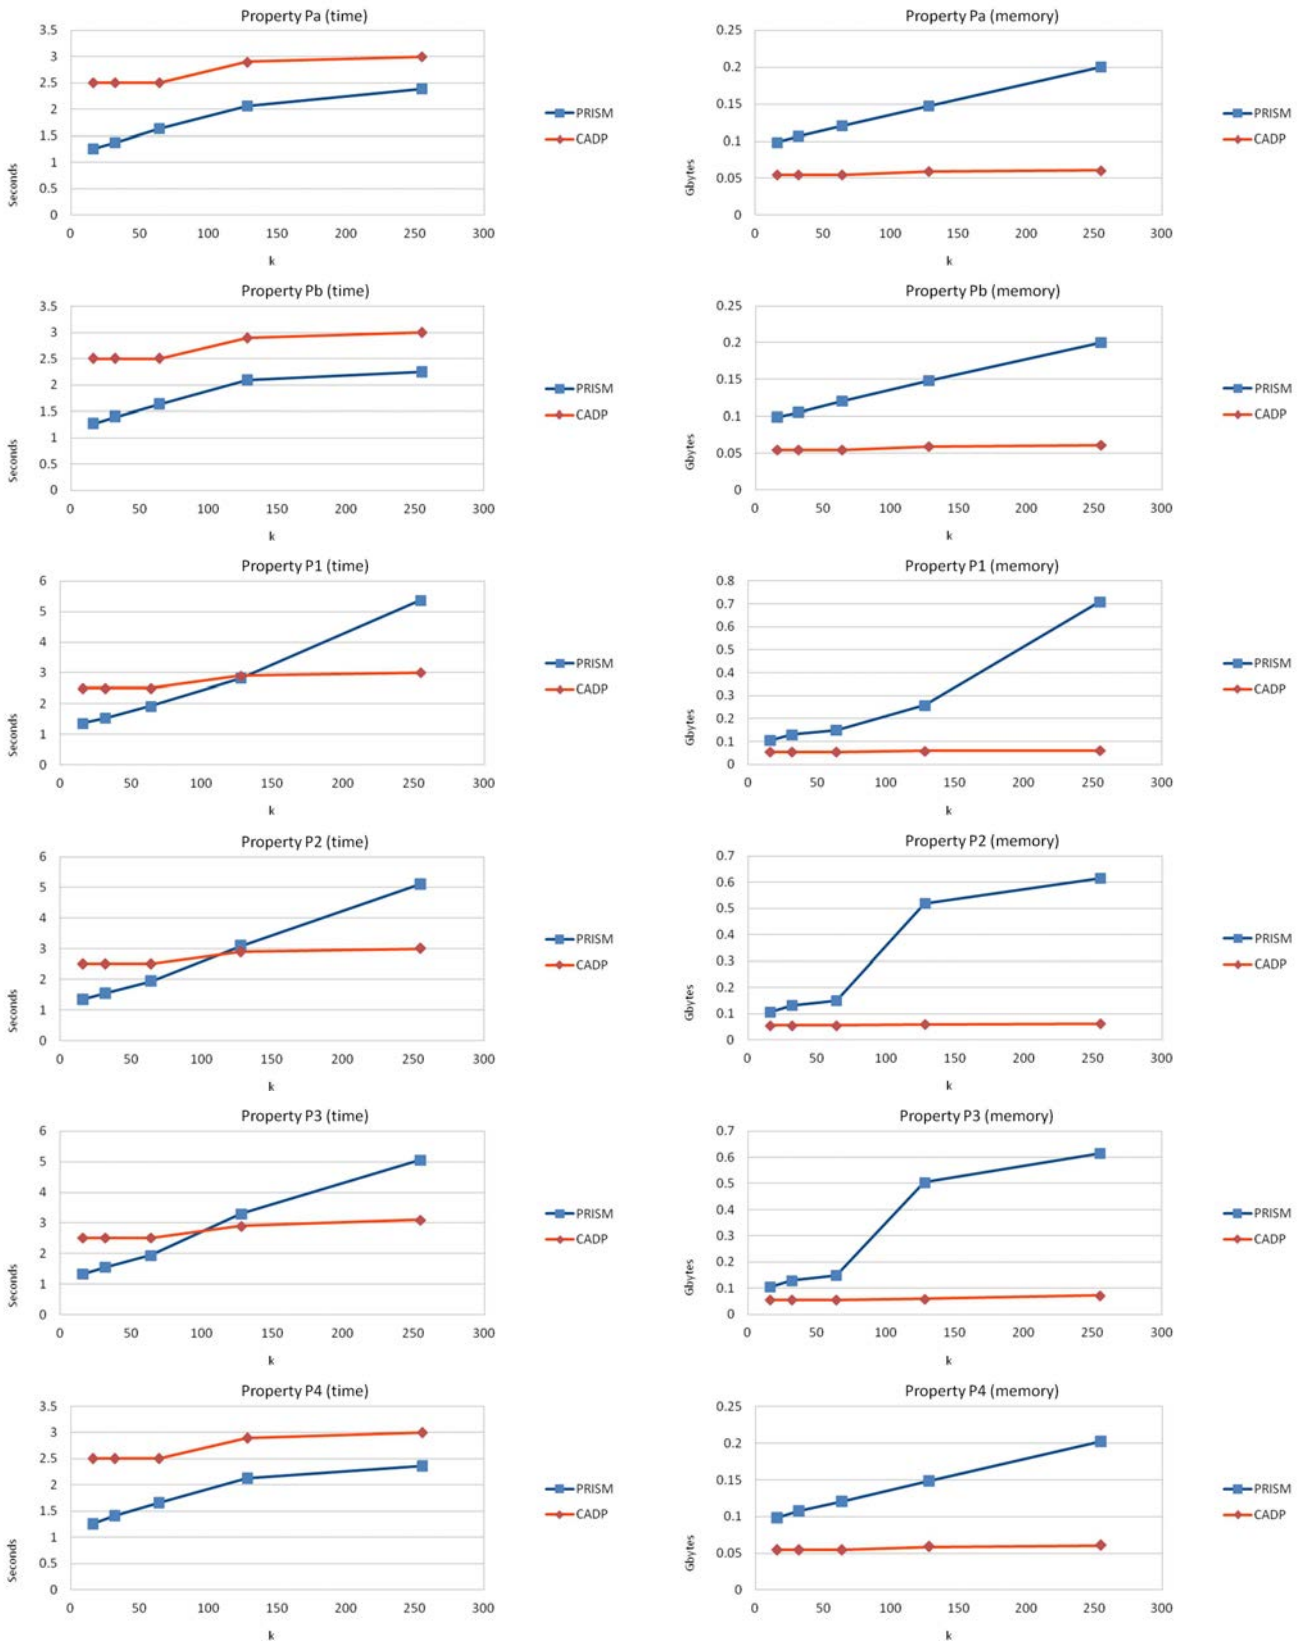 Property Pa (time)
3.5
3
2.5
2
1.5
1
0.5
0
Seconds
0 50 100 150 200 250 300
k
PRISM
CADP
Property Pa (memory)
0.25
0.2
0.15
0.1
0.05
0
Gbytes
0 50 100 150 200 250 300
k
PRISM
CADP
Property Pb (time)
3.5
3
2.5
2
1.5
1
0.5
0
Seconds
0 50 100 150 200 250 300
k
PRISM
CADP
Property Pb (memory)
0.25
0.2
0.15
0.1
0.05
0
Gbytes
0 50 100 150 200 250 300
k
PRISM
CADP
Property P1 (time)
6
5
4
3
2
1
0
Seconds
0 50 100 150 200 250 300
k
PRISM
CADP
Property P1 (memory)
0.8
0.7
0.6
0.5
0.4
0.3
0.2
0.1
0
Gbytes
0 50 100 150 200 250 300
k
PRISM
CADP
Property P2 (time)
6
5
4
3
2
1
0
Seconds
0 50 100 150 200 250 300
k
PRISM
CADP
Property P2 (memory)
0.7
0.6
0.5
0.4
0.3
0.2
0.1
0
Gbytes
0 50 100 150 200 250 300
k
PRISM
CADP
Property P3 (time)
6
5
4
3
2
1
0
Seconds
0 50 100 150 200 250 300
k
PRISM
CADP
Property P3 (memory)
0.7
0.6
0.5
0.4
0.3
0.2
0.1
0
Gbytes
0 50 100 150 200 250 300
k
PRISM
CADP
Property P4 (time)
3.5
3
2.5
2
1.5
1
0.5
0
Seconds
0 50 100 150 200 250 300
k
PRISM
CADP
Property P4 (memory)
0.25
0.2
0.15
0.1
0.05
0
Gbytes
0 50 100 150 200 250 300
k
PRISM
CADP